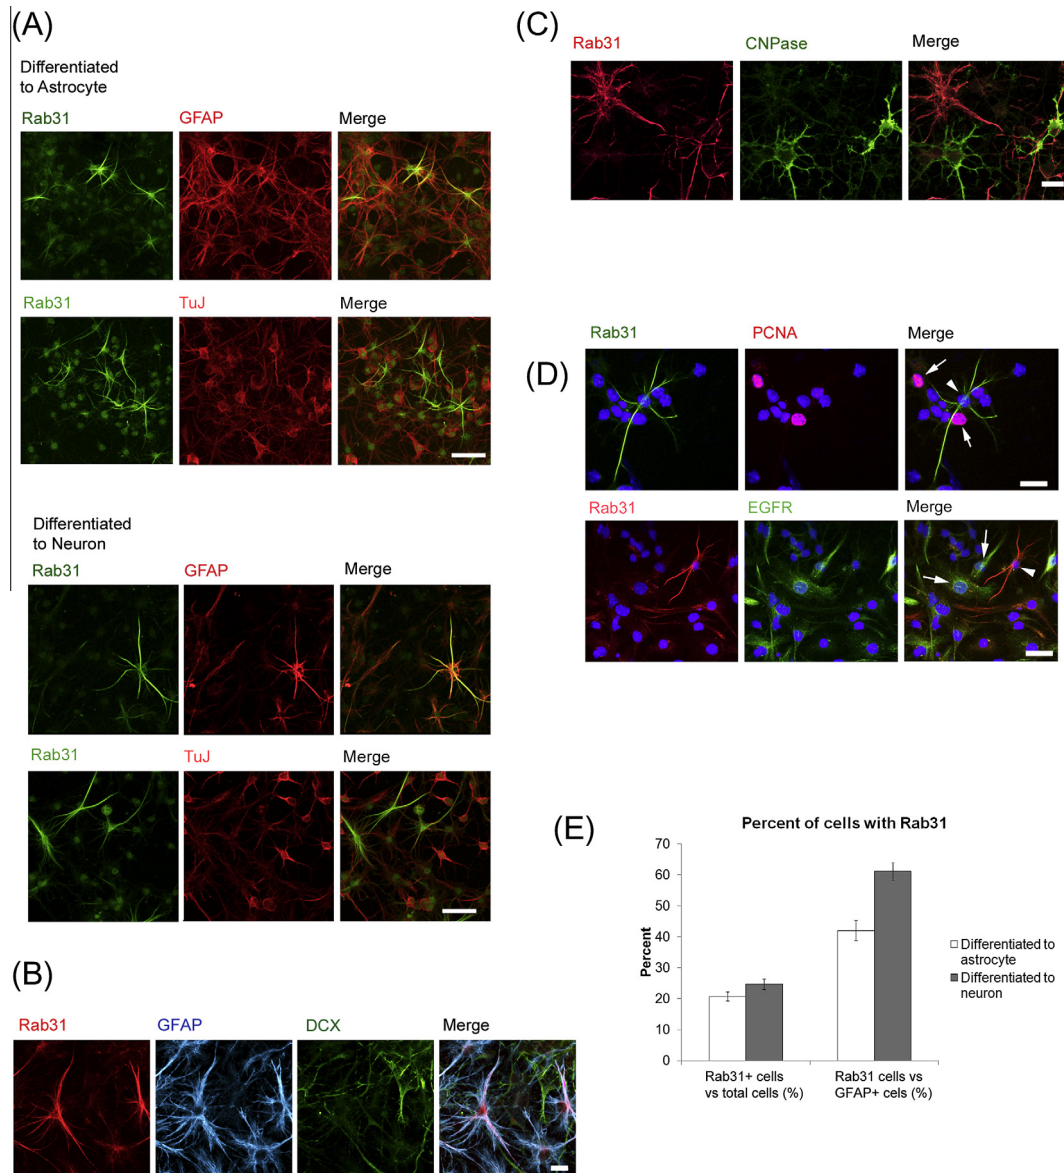 (A)
Differentiated
to Astrocyte
Rab31 GFAP Merge
Rab31 TuJ Merge
Differentiated
to Neuron
Rab31 GFAP Merge
Rab31 TuJ Merge
(B)
Rab31 GFAP DCX Merge
(C)
Rab31 CNPase Merge
(D)
Rab31 PCNA Merge
Rab31 EGFR Merge
(E)
Percent of cells with Rab31
70
60
50
40
30
20
10
0
Percent
Rab31+ cells
vs total cells (%)
Rab31 cells vs
GFAP+ cels (%)
Differentiated to
astrocyte
Differentiated to
neuron